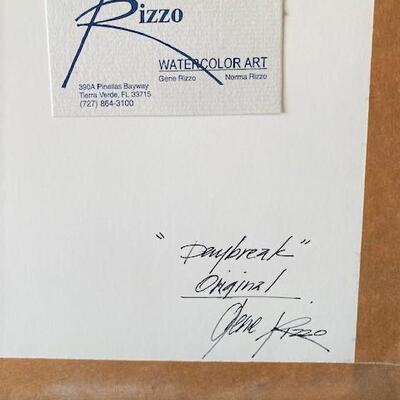 Rizzo
WATERCOLOR ART
Gene Rizzo Norma Rizzo
390A Pinellas Bayway
Tierra Verde, FL 33715
(727) 864-3100
"Daybreak"
Original
Gene Rizzo